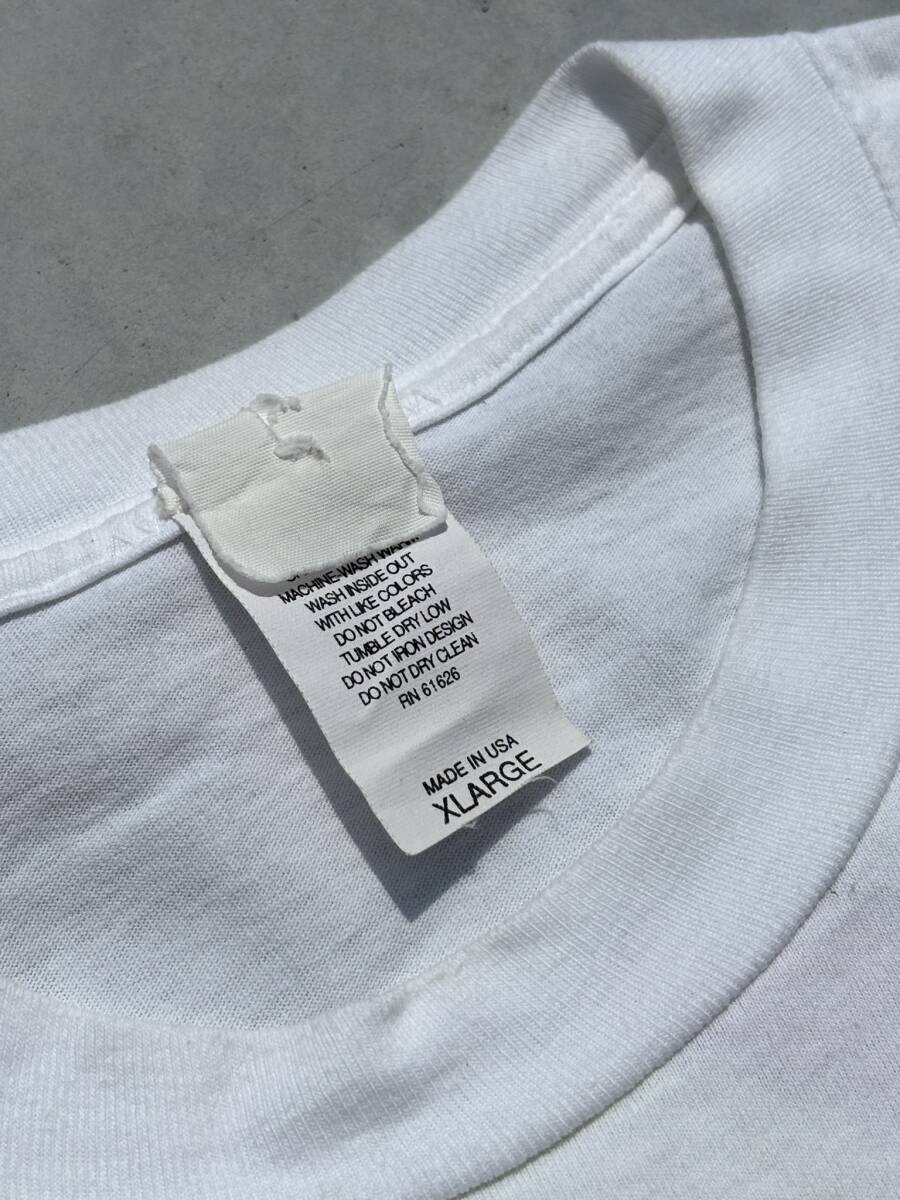 MACHINE-WASH WARM
WASH INSIDE OUT
WITH LIKE COLORS
DO NOT BLEACH
TUMBLE DRY LOW
DO NOT IRON DESIGN
DO NOT DRY CLEAN
RN 61626
MADE IN USA
XLARGE